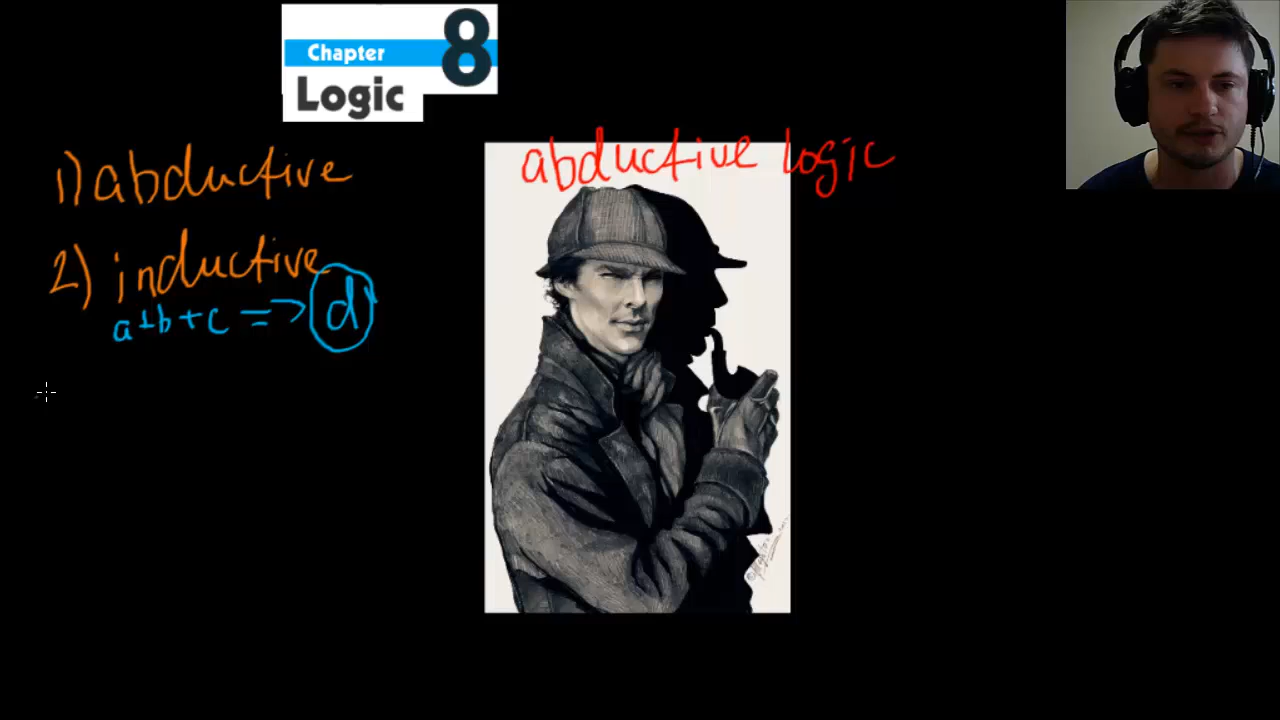 Chapter 8
Logic
abductive logic
1) abductive
2) inductive
a+b+c => d